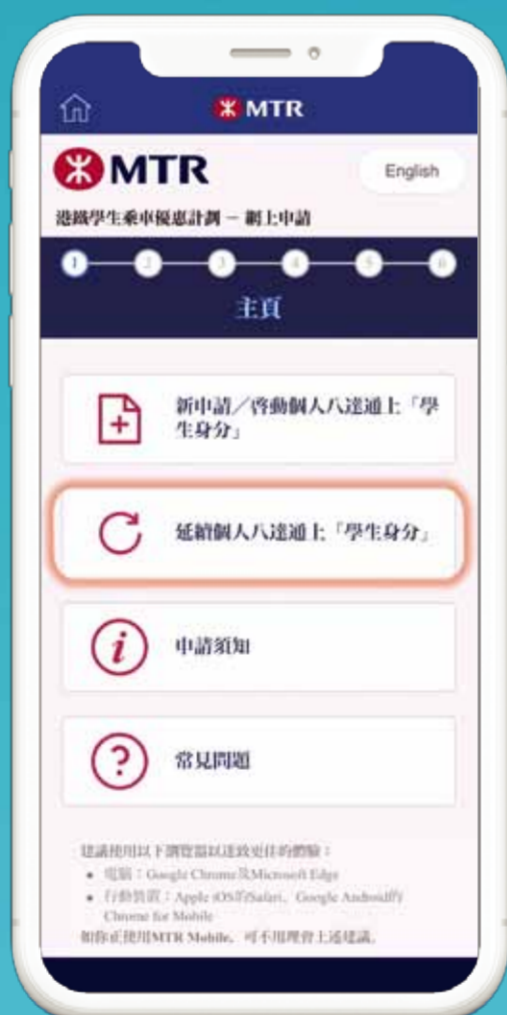 MTR
MTR
English
港鐵學生乘車優惠計劃 － 網上申請
1 2 3 4 5 6
主頁
新申請／啓動個人八達通上「學
生身分」
延續個人八達通上「學生身分」
i 申請須知
? 常見問題
建議使用以下瀏覽器以達致更佳的體驗：
• 電腦：Google Chrome及Microsoft Edge
• 行動裝置：Apple iOS的Safari、Google Android的
Chrome for Mobile
如你正使用MTR Mobile，可不用理會上述建議。